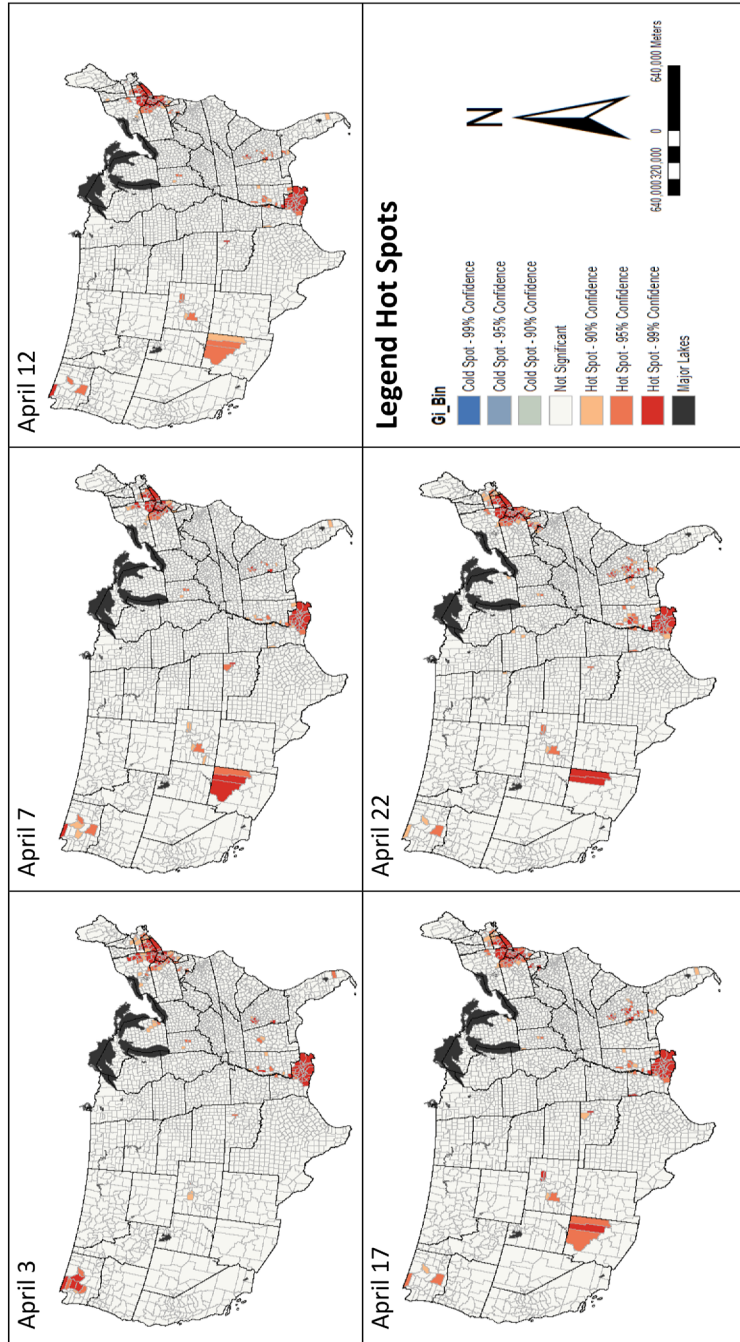 April 3
April 7
April 12
April 17
April 22
Legend Hot Spots
Gi_Bin
Cold Spot - 99% Confidence
Cold Spot - 95% Confidence
Cold Spot - 90% Confidence
Not Significant
Hot Spot - 90% Confidence
Hot Spot - 95% Confidence
Hot Spot - 99% Confidence
Major Lakes
N
640,000 320,000 0 640,000 Meters